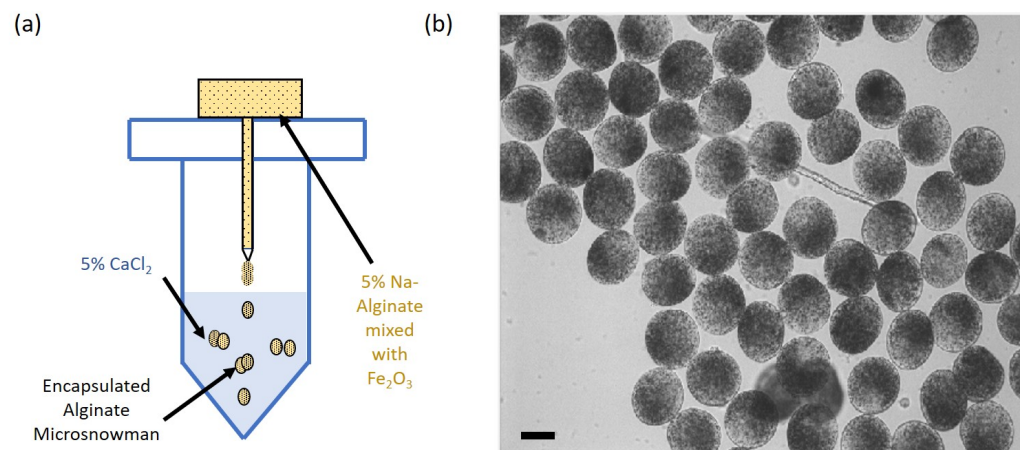 (a)
(b)
5% CaCl₂
5% Na-
Alginate
mixed
with
Fe₂O₃
Encapsulated
Alginate
Microsnowman